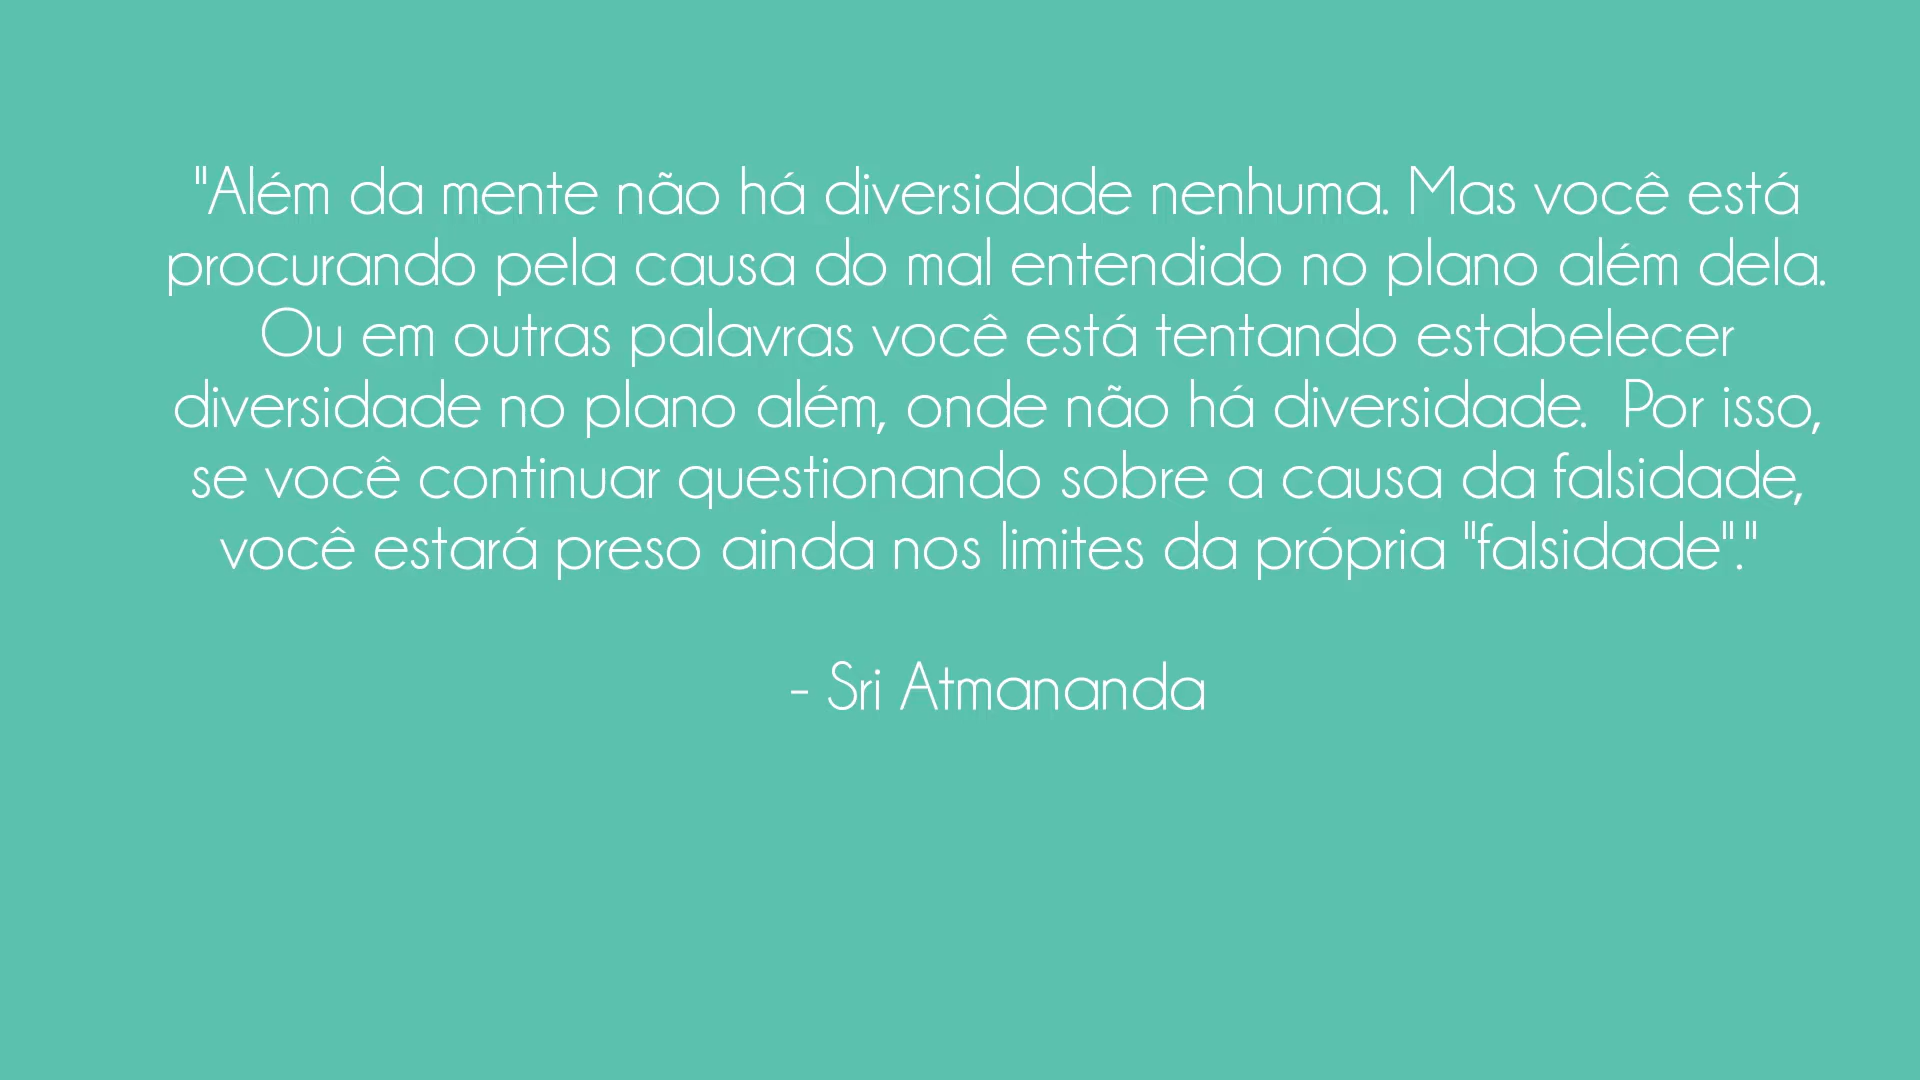 "Além da mente não há diversidade nenhuma. Mas você está
procurando pela causa do mal entendido no plano além dela.
Ou em outras palavras você está tentando estabelecer
diversidade no plano além, onde não há diversidade.  Por isso,
se você continuar questionando sobre a causa da falsidade,
você estará preso ainda nos limites da própria "falsidade"."
- Sri Atmananda